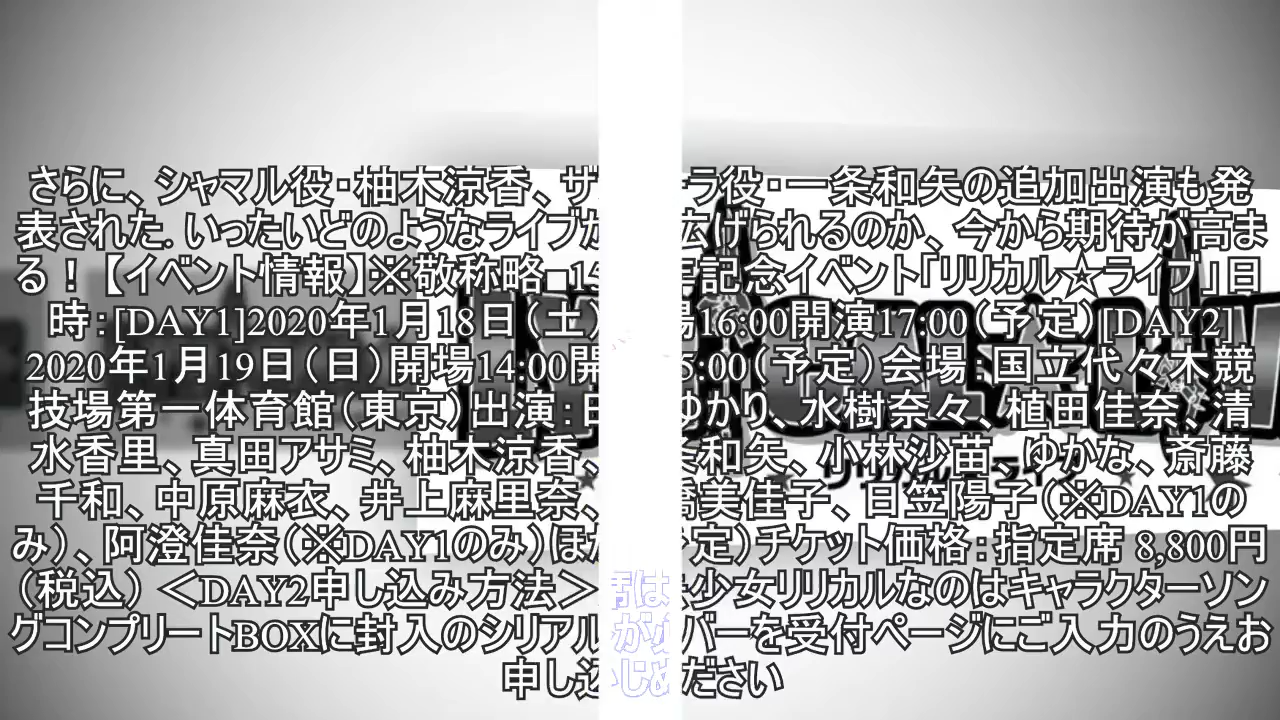 さらに、シャマル役・柚木涼香、ザ ーラ役・一条和矢の追加出演も発
表された.いったいどのようなライブが 広げられるのか、今から期待が高ま
る！【イベント情報】※敬称略■15 記念イベント「リリカル☆ライブ」日
時：[DAY1]2020年1月18日（土） 場16:00開演17:00（予定）[DAY2]
2020年1月19日（日）開場14:00開 5:00（予定）会場：国立代々木競
技場第一体育館（東京）出演： ゆかり、水樹奈々、植田佳奈、清
水香里、真田アサミ、柚木涼香、 和矢、小林沙苗、ゆかな、斎藤
千和、中原麻衣、井上麻里奈、 橋美佳子、日笠陽子（※DAY1の
み）、阿澄佳奈（※DAY1のみ）ほか 定）チケット価格：指定席 8,800円
（税込）＜DAY2申し込み方法＞ 少女リリカルなのはキャラクターソン
グコンプリートBOXに封入のシリアル バーを受付ページにご入力のうえお
申し込 ださい
リリカル☆ライブ